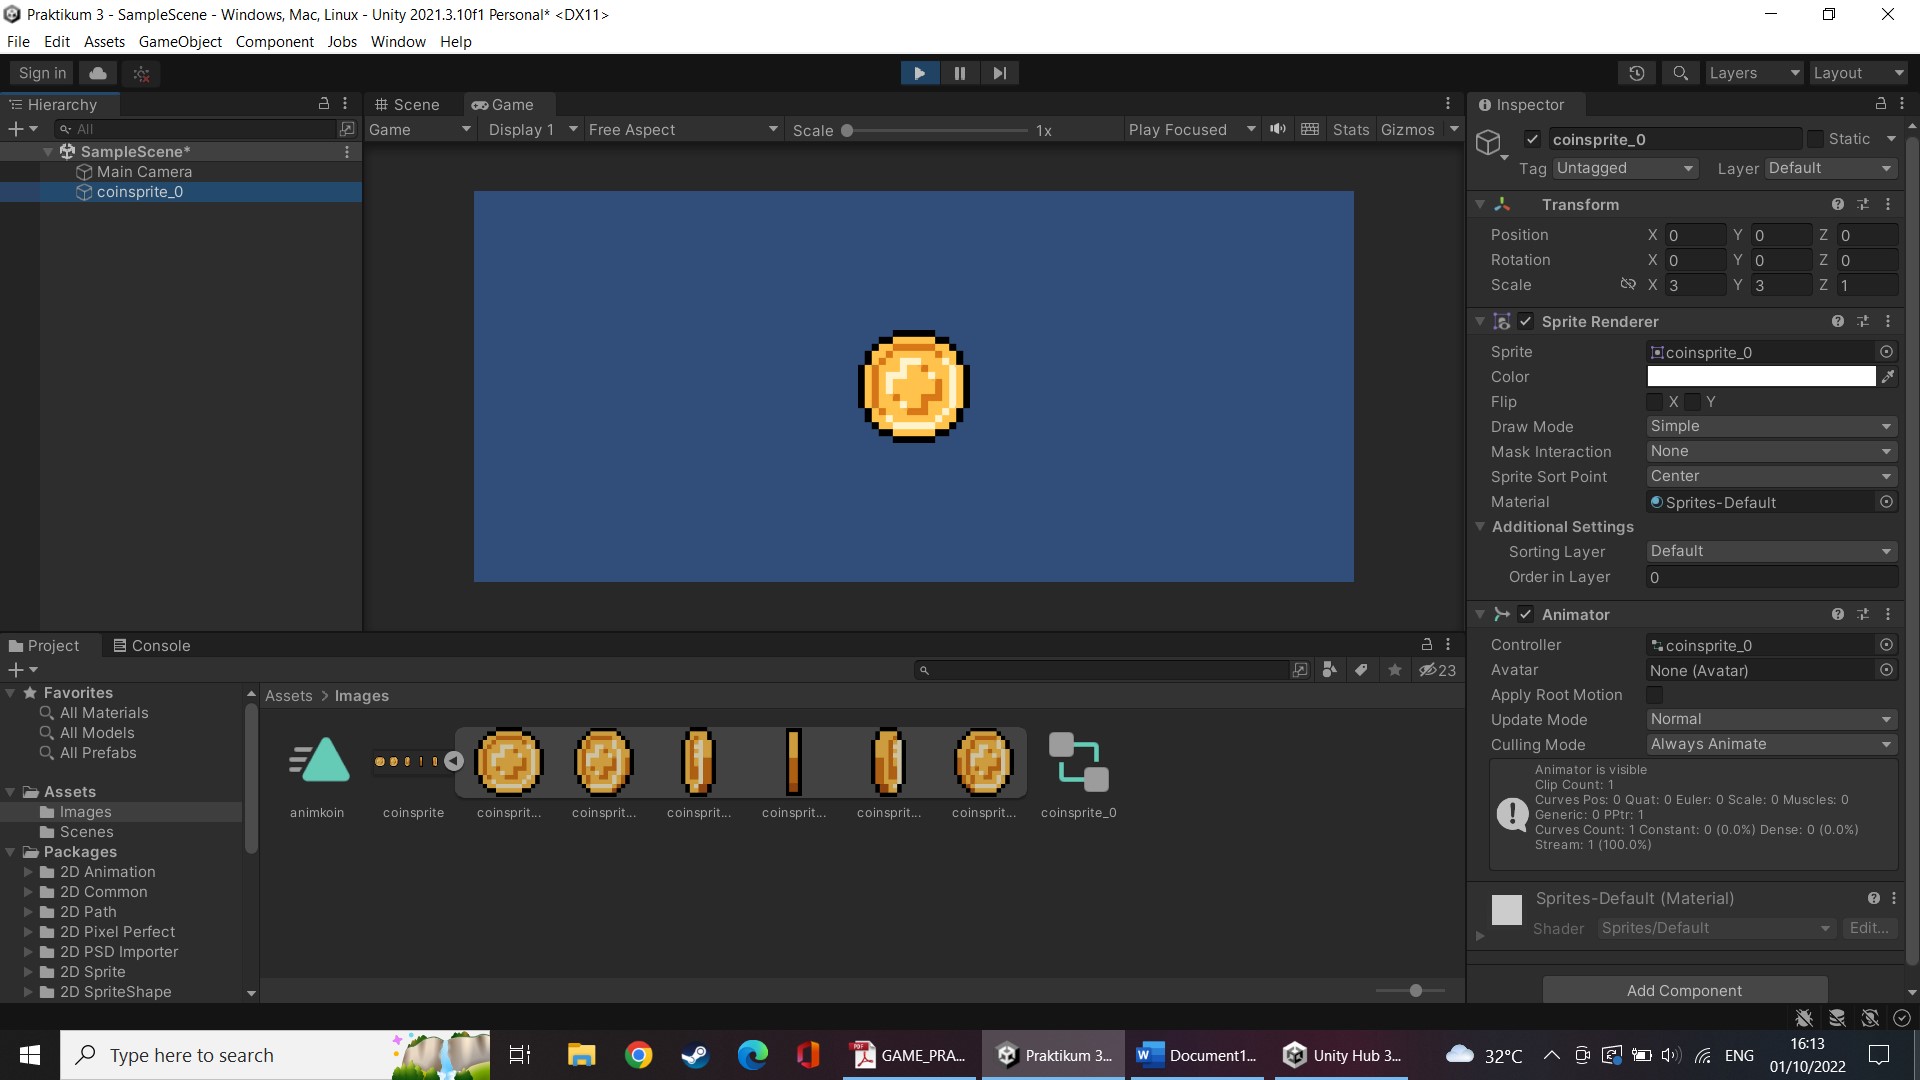 Praktikum 3 - SampleScene - Windows, Mac, Linux - Unity 2021.3.10f1 Personal* <DX11>
File Edit Assets GameObject Component Jobs Window Help
Sign in
Layers
Layout
Hierarchy
All
SampleScene*
Main Camera
coinsprite_0
Scene
Game
Game
Display 1
Free Aspect
Scale
1x
Play Focused
Stats
Gizmos
Inspector
coinsprite_0
Static
Tag Untagged
Layer Default
Transform
Position X 0 Y 0 Z 0
Rotation X 0 Y 0 Z 0
Scale X 3 Y 3 Z 1
Sprite Renderer
Sprite coinsprite_0
Color
Flip X Y
Draw Mode Simple
Mask Interaction None
Sprite Sort Point Center
Material Sprites-Default
Additional Settings
Sorting Layer Default
Order in Layer 0
Animator
Controller coinsprite_0
Avatar None (Avatar)
Apply Root Motion
Update Mode Normal
Culling Mode Always Animate
Animator is visible
Clip Count: 1
Curves Pos: 0 Quat: 0 Euler: 0 Scale: 0 Muscles: 0
Generic: 0 PPtr: 1
Curves Count: 1 Constant: 0 (0.0%) Dense: 0 (0.0%)
Stream: 1 (100.0%)
Sprites-Default (Material)
Shader Sprites/Default
Edit...
Add Component
Project
Console
23
Favorites
All Materials
All Models
All Prefabs
Assets
Images
Scenes
Packages
2D Animation
2D Common
2D Path
2D Pixel Perfect
2D PSD Importer
2D Sprite
2D SpriteShape
Assets > Images
animkoin
coinsprite
coinsprit...
coinsprit...
coinsprit...
coinsprit...
coinsprit...
coinsprit...
coinsprite_0
Type here to search
GAME_PRA...
Praktikum 3...
Document1...
Unity Hub 3...
32°C
ENG
16:13
01/10/2022